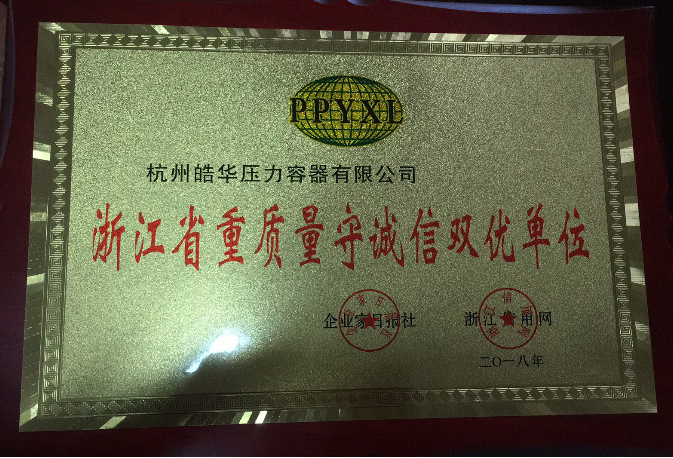 PPYXL
杭州皓华压力容器有限公司
浙江省重质量守诚信双优单位
企业家日报社 浙江信用网
二〇一八年